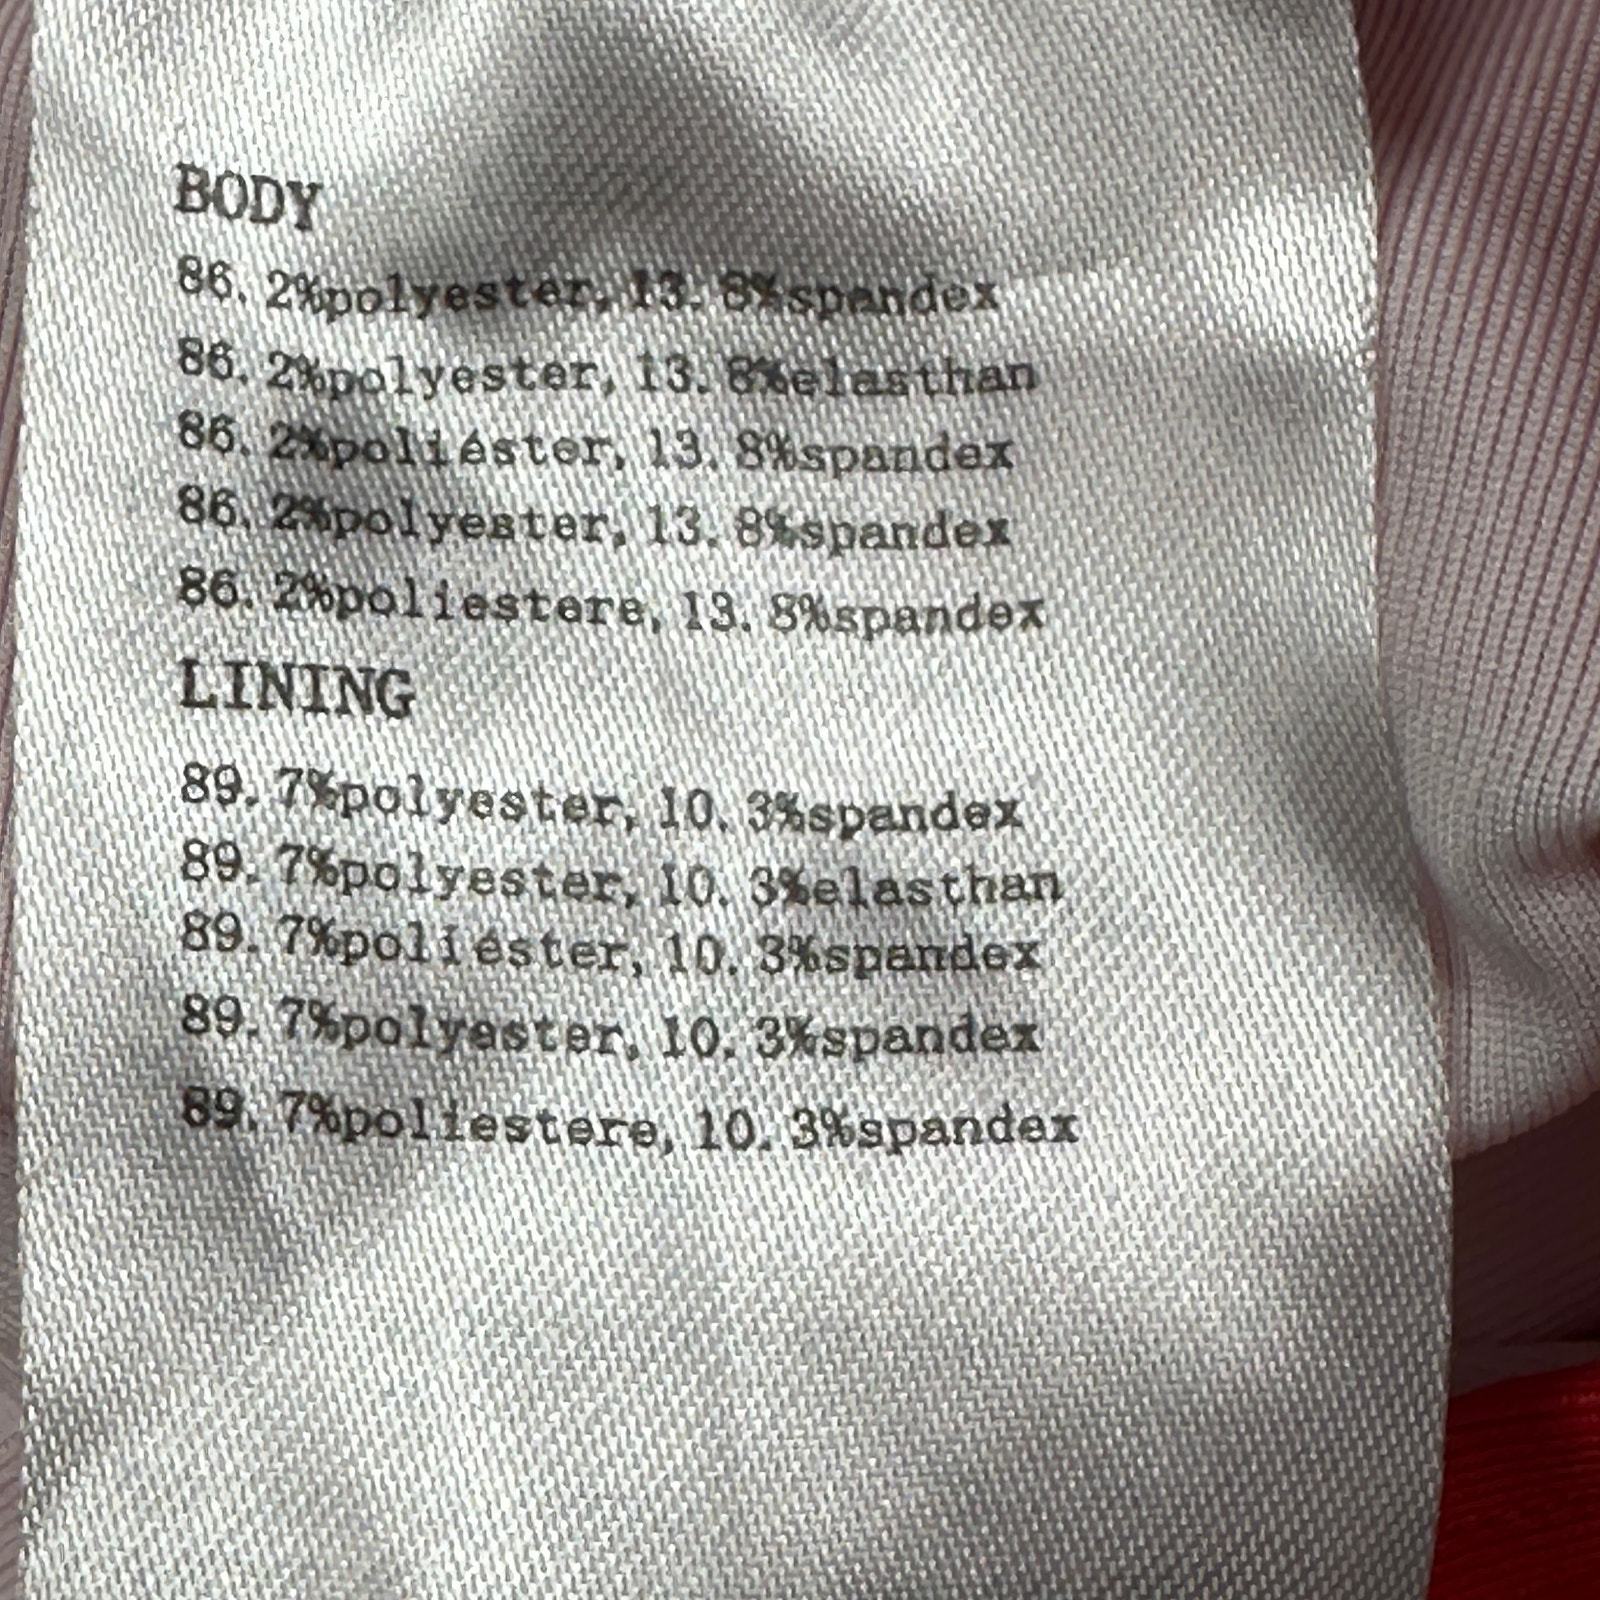 BODY
86. 2%polyester, 13. 8%spandex
86. 2%polyester, 13. 8%elasthan
86. 2%poliéster, 13. 8%spandex
86. 2%polyester, 13. 8%spandex
86. 2%poliestere, 13. 8%spandex
LINING
89. 7%polyester, 10. 3%spandex
89. 7%polyester, 10. 3%elasthan
89. 7%poliéster, 10. 3%spandex
89. 7%polyester, 10. 3%spandex
89. 7%poliestere, 10. 3%spandex